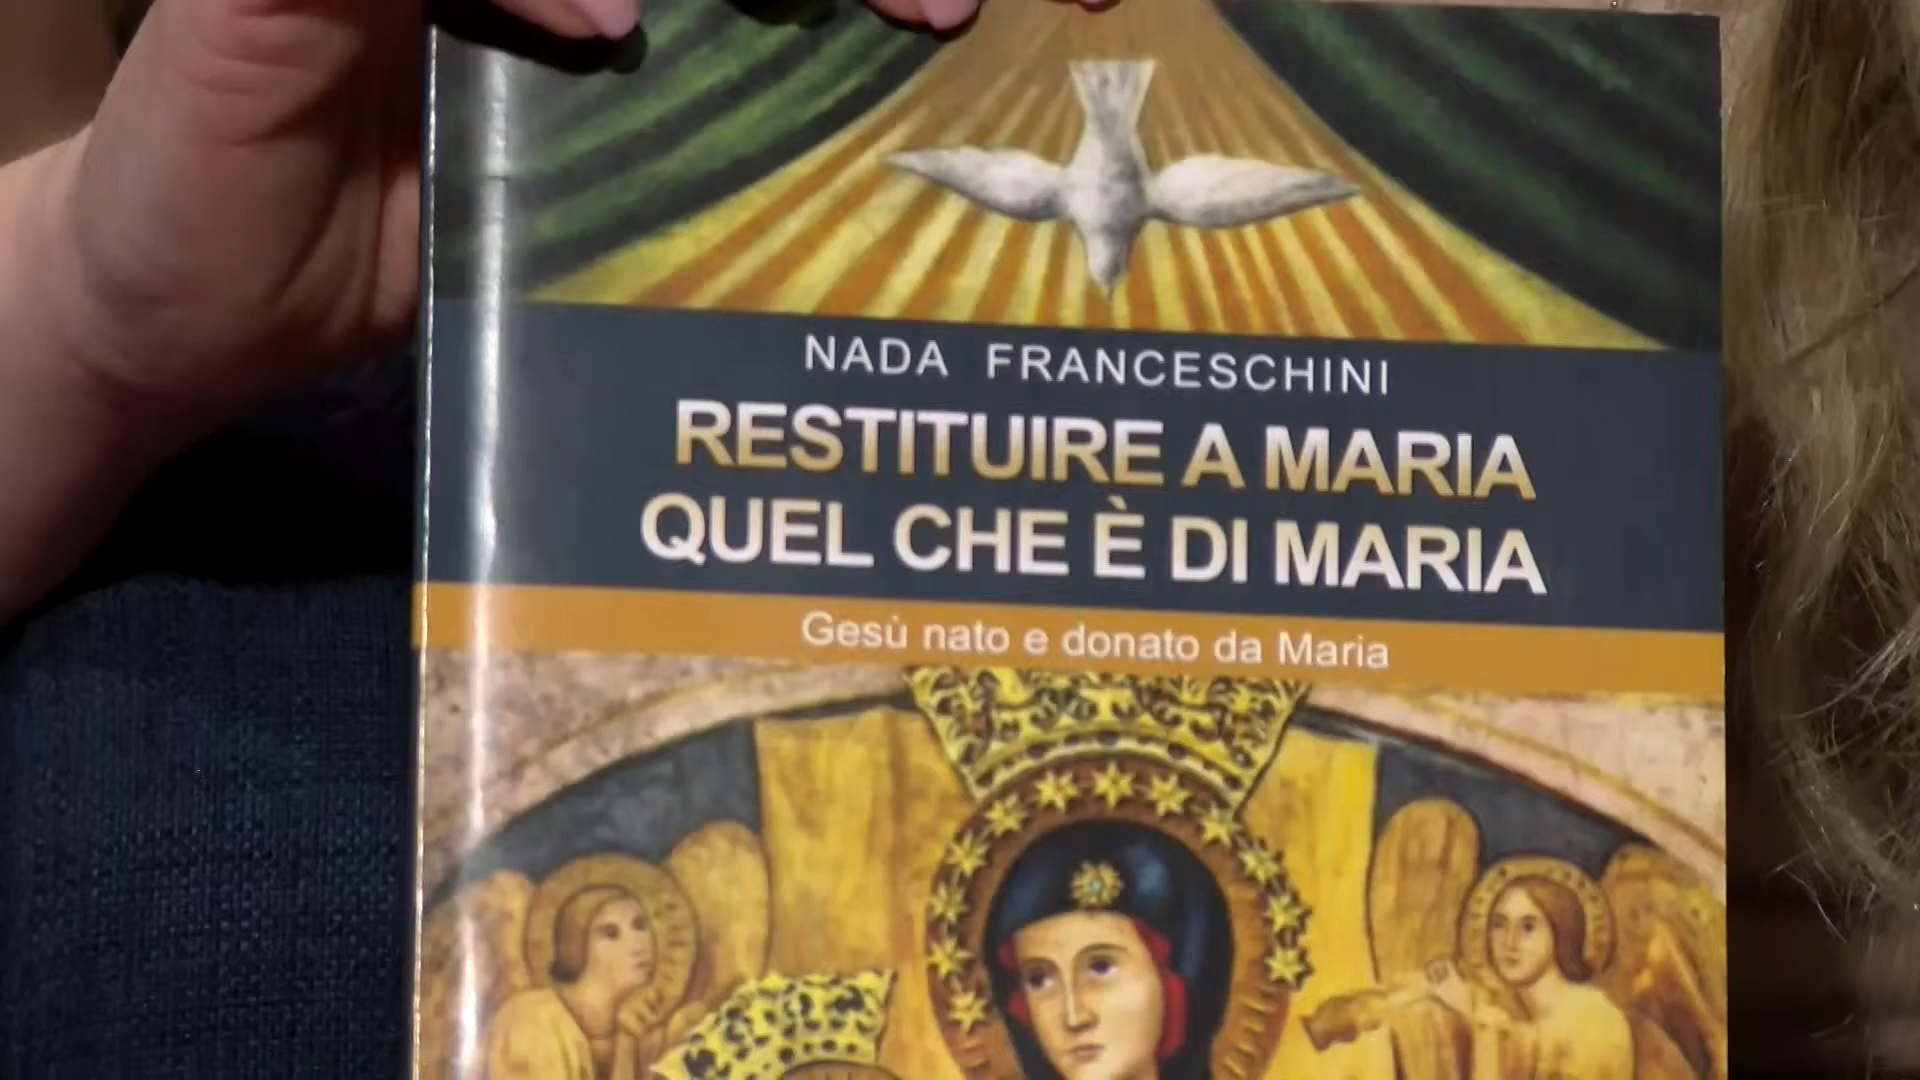 NADA FRANCESCHINI
RESTITUIRE A MARIA
QUEL CHE È DI MARIA
Gesù nato e donato da Maria